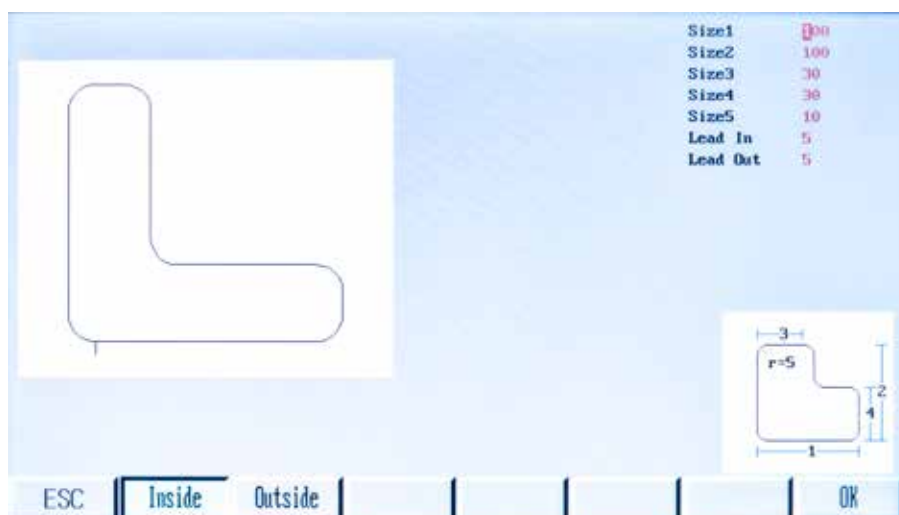 Size1 100
Size2 100
Size3 30
Size4 30
Size5 10
Lead In 5
Lead Out 5
3
r=5
2
4
1
ESC Inside Outside OK